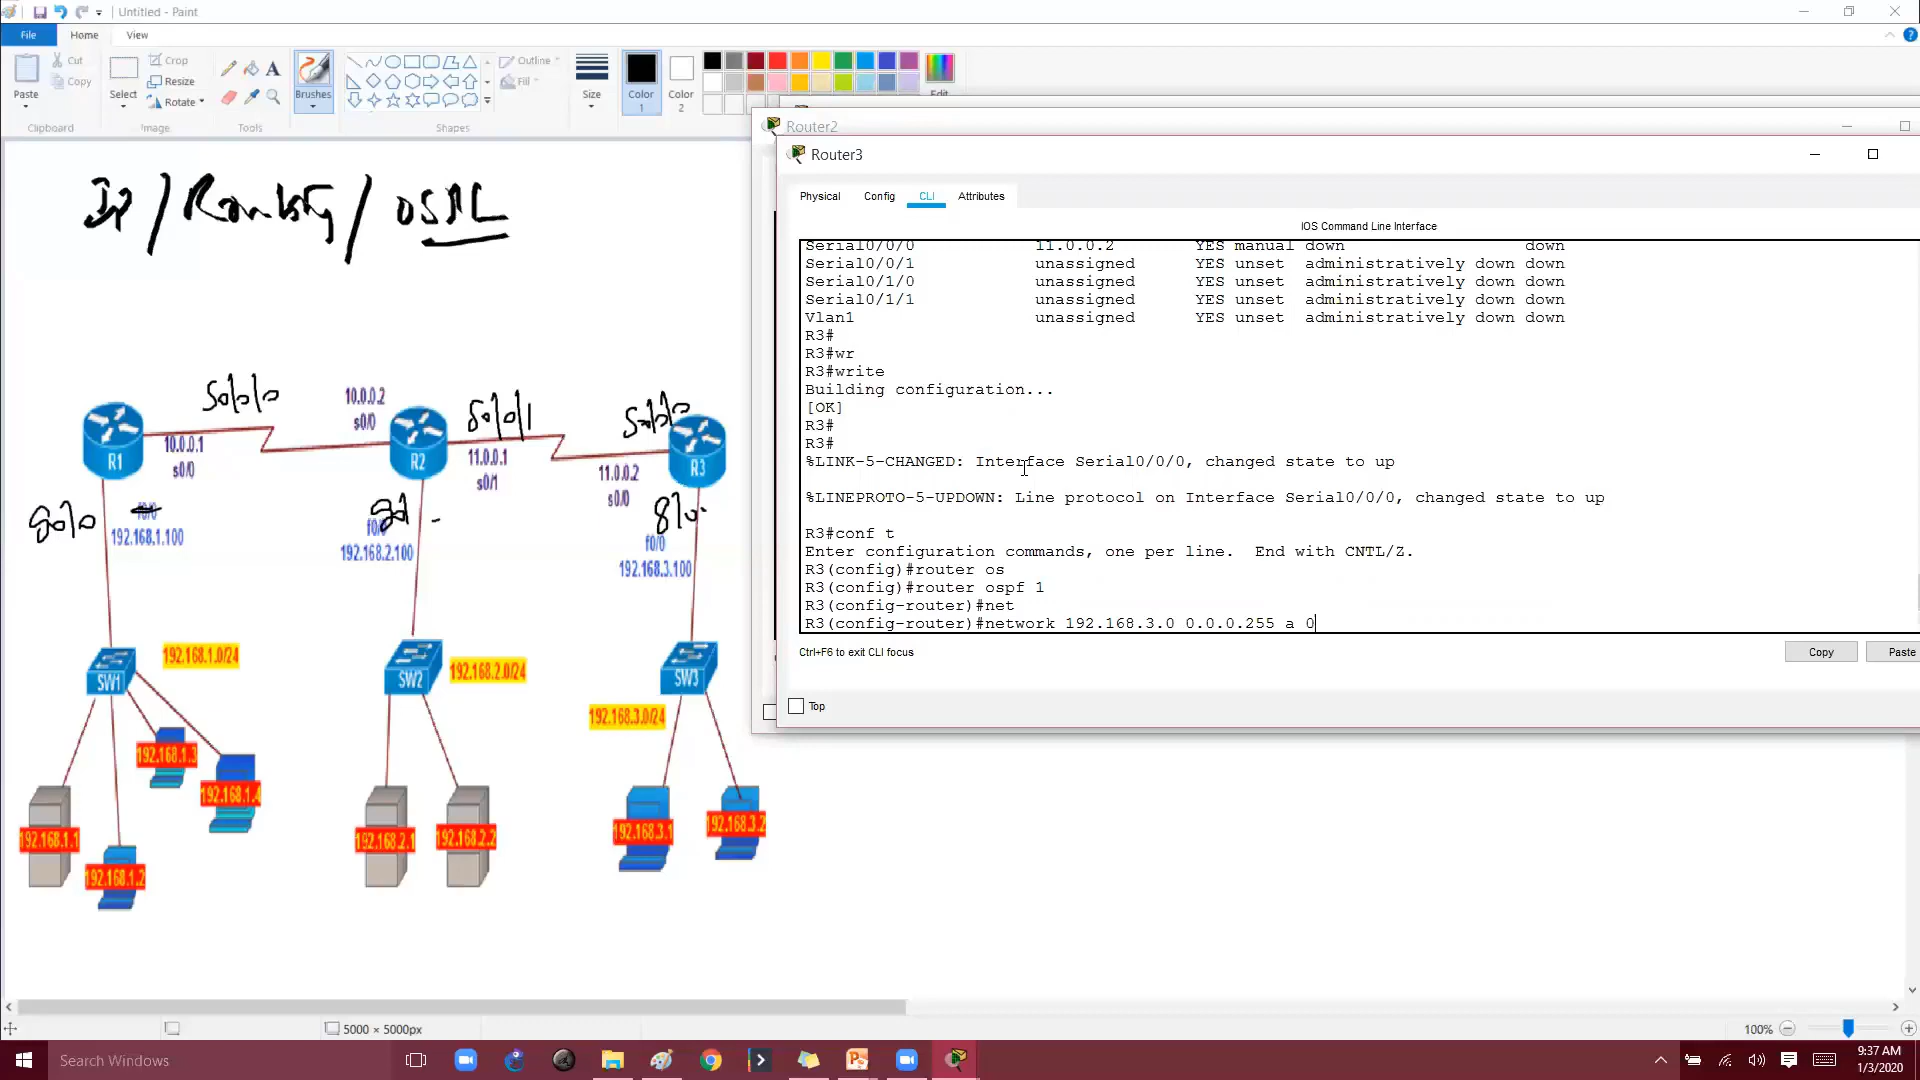 Untitled - Paint
File Home View
Paste Cut Copy Select Crop Resize Rotate Brushes Outline Fill Size Color 1 Color 2
Clipboard Image Tools Shapes
Router2
Router3
Physical Config CLI Attributes
IOS Command Line Interface
Serial0/0/0 11.0.0.2 YES manual down down
Serial0/0/1 unassigned YES unset administratively down down
Serial0/1/0 unassigned YES unset administratively down down
Serial0/1/1 unassigned YES unset administratively down down
Vlan1 unassigned YES unset administratively down down
R3#
R3#wr
R3#write
Building configuration...
[OK]
R3#
R3#
%LINK-5-CHANGED: Interface Serial0/0/0, changed state to up
%LINEPROTO-5-UPDOWN: Line protocol on Interface Serial0/0/0, changed state to up
R3#conf t
Enter configuration commands, one per line. End with CNTL/Z.
R3(config)#router os
R3(config)#router ospf 1
R3(config-router)#net
R3(config-router)#network 192.168.3.0 0.0.0.255 a 0
Ctrl+F6 to exit CLI focus
Copy Paste
Top
10.0.0.2
s0/0
R1
10.0.0.1
s0/0
R2
11.0.0.1
s0/1
11.0.0.2
s0/0
R3
192.168.1.100
192.168.2.100
f0/0
192.168.3.100
SW1
192.168.1.0/24
SW2
192.168.2.0/24
SW3
192.168.3.0/24
192.168.1.3
192.168.1.4
192.168.1.1
192.168.1.2
192.168.2.1
192.168.2.2
192.168.3.1
192.168.3.2
5000 × 5000px
100%
Search Windows
9:37 AM
1/3/2020